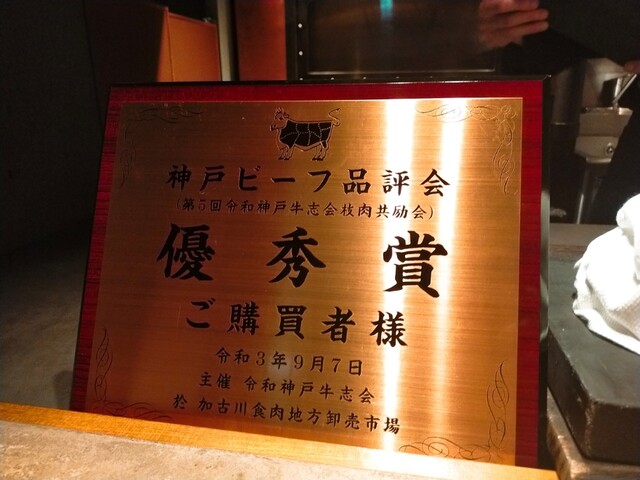 神戸ビーフ品評会
(第5回令和神戸牛志会枝肉共励会)
優秀賞
ご購買者様
令和3年9月7日
主催 令和神戸牛志会
於 加古川食肉地方卸売市場